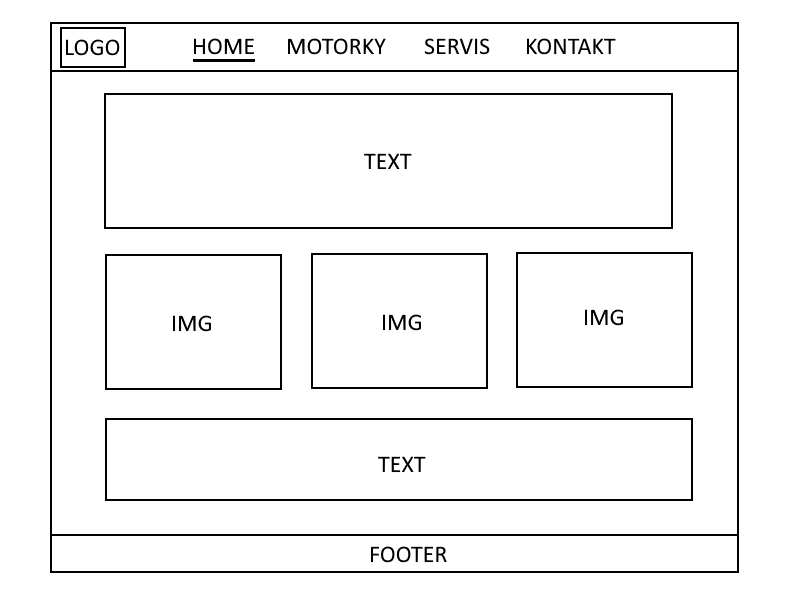 LOGO HOME MOTORKY SERVIS KONTAKT
TEXT
IMG IMG IMG
TEXT
FOOTER